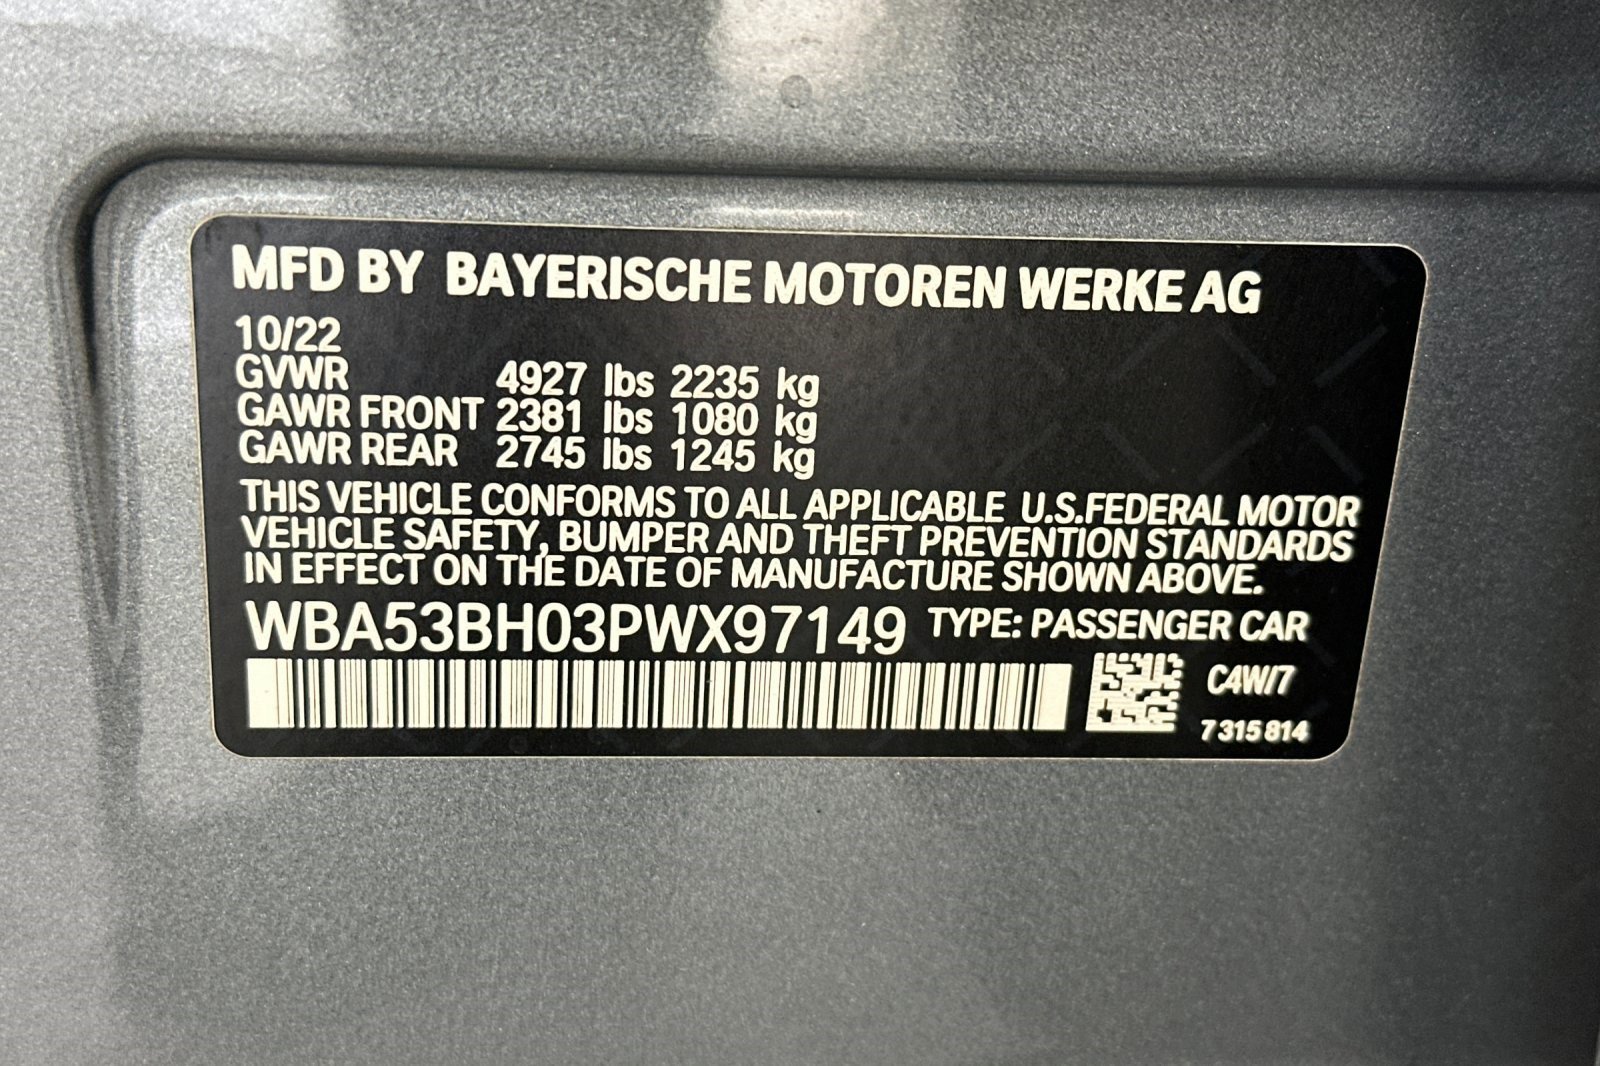 MFD BY BAYERISCHE MOTOREN WERKE AG
10/22
GVWR 4927 lbs 2235 kg
GAWR FRONT 2381 lbs 1080 kg
GAWR REAR 2745 lbs 1245 kg
THIS VEHICLE CONFORMS TO ALL APPLICABLE U.S.FEDERAL MOTOR
VEHICLE SAFETY, BUMPER AND THEFT PREVENTION STANDARDS
IN EFFECT ON THE DATE OF MANUFACTURE SHOWN ABOVE.
WBA53BH03PWX97149 TYPE: PASSENGER CAR
C4W/7
7 315 814